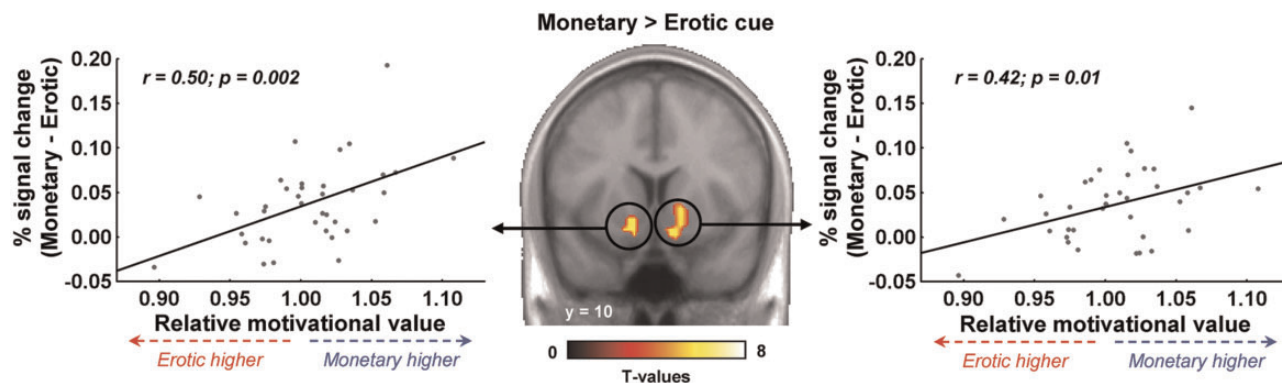 Monetary > Erotic cue
% signal change
(Monetary - Erotic)
0.20
0.15
0.10
0.05
0.00
-0.05
r = 0.50; p = 0.002
0.90 0.95 1.00 1.05 1.10
Relative motivational value
Erotic higher Monetary higher
y = 10
0 8
T-values
% signal change
(Monetary - Erotic)
0.20
0.15
0.10
0.05
0.00
-0.05
r = 0.42; p = 0.01
0.90 0.95 1.00 1.05 1.10
Relative motivational value
Erotic higher Monetary higher